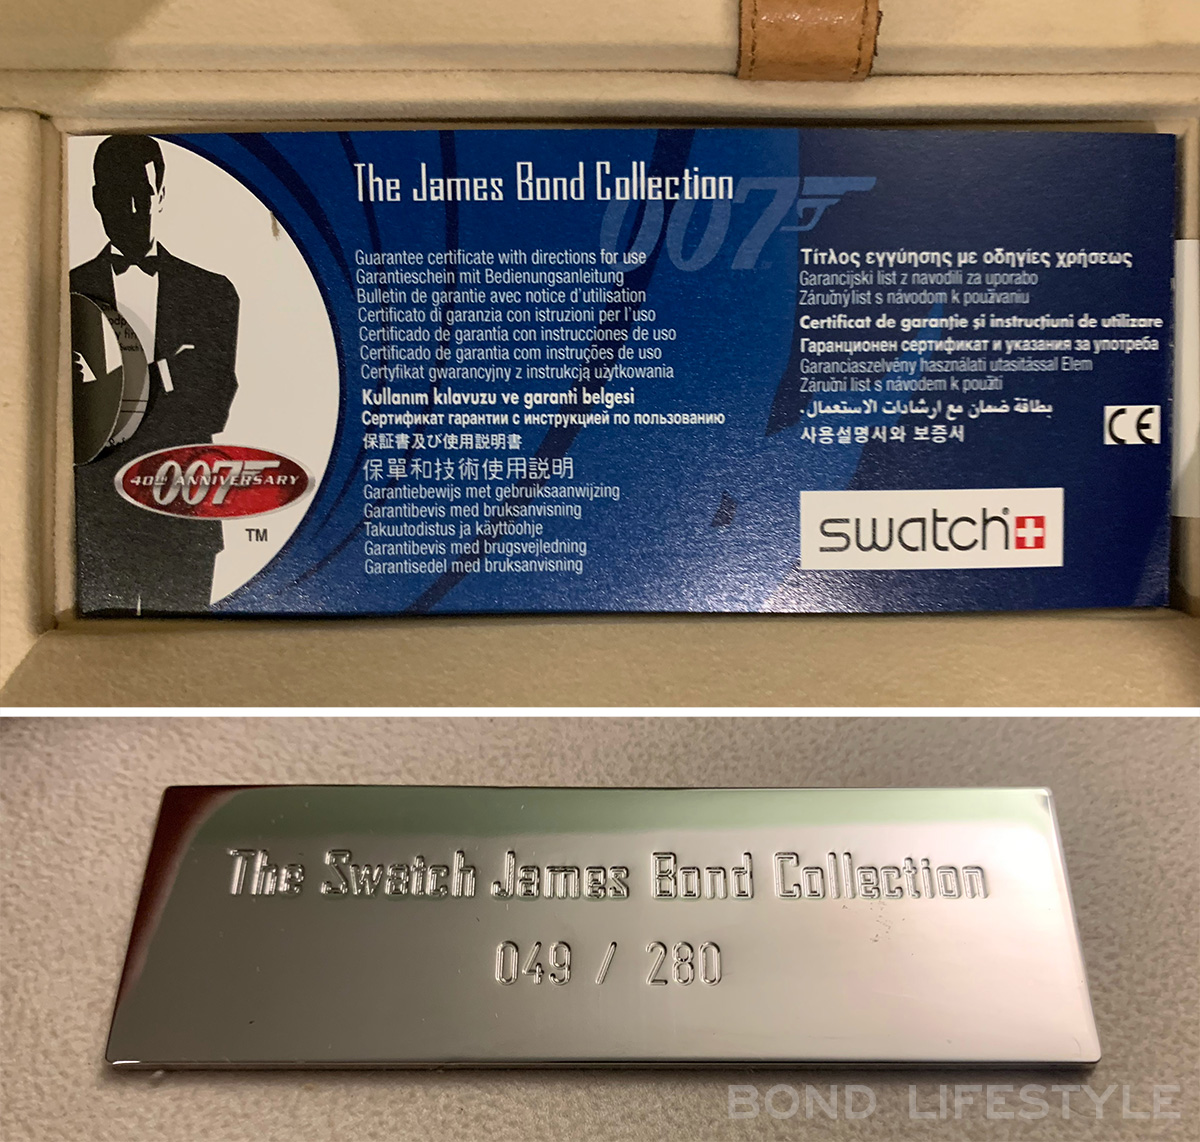 The James Bond Collection
007
Guarantee certificate with directions for use
Garantieschein mit Bedienungsanleitung
Bulletin de garantie avec notice d'utilisation
Certificato di garanzia con istruzioni per l'uso
Certificado de garantía con instrucciones de uso
Certificado de garantia com instruções de uso
Certyfikat gwarancyjny z instrukcją użytkowania
Kullanım kılavuzu ve garanti belgesi
Сертификат гарантии с инструкцией по пользованию
保証書及び使用説明書
保單和技術使用説明
Garantiebewijs met gebruiksaanwijzing
Garantibevis med bruksanvisning
Takuutodistus ja käyttöohje
Garantibevis med brugsvejledning
Garantisedel med bruksanvisning
Τίτλος εγγύησης με οδηγίες χρήσεως
Garancijski list z navodili za uporabo
Záručný list s návodom k používaniu
Certificat de garanție și instrucțiuni de utilizare
Гаранционен сертификат и указания за употреба
Garanciaszelvény használati utasitással Elem
Záruční list s návodem k použití
بطاقة ضمان مع ارشادات الاستعمال.
사용설명서와 보증서
CE
swatch
40TH ANNIVERSARY
007
TM
The Swatch James Bond Collection
049 / 280
BOND LIFESTYLE